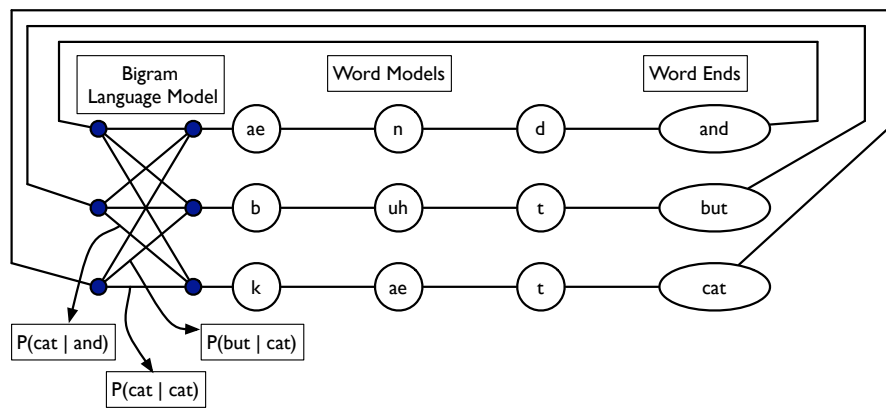 Bigram
Language Model
Word Models
Word Ends
ae
n
d
and
b
uh
t
but
k
ae
t
cat
P(cat | and)
P(but | cat)
P(cat | cat)